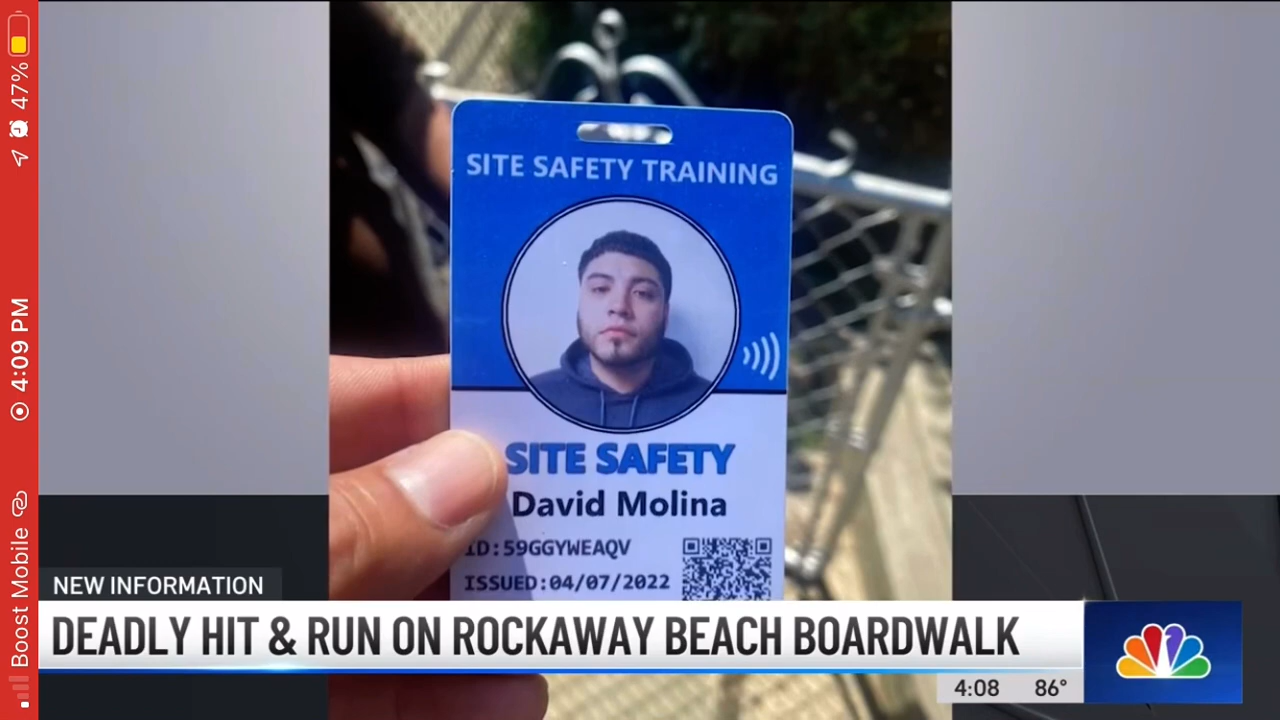 47%
4:09 PM
Boost Mobile
SITE SAFETY TRAINING
SITE SAFETY
David Molina
ID:59GGYWEAQV
ISSUED:04/07/2022
NEW INFORMATION
DEADLY HIT & RUN ON ROCKAWAY BEACH BOARDWALK
4:08 86°